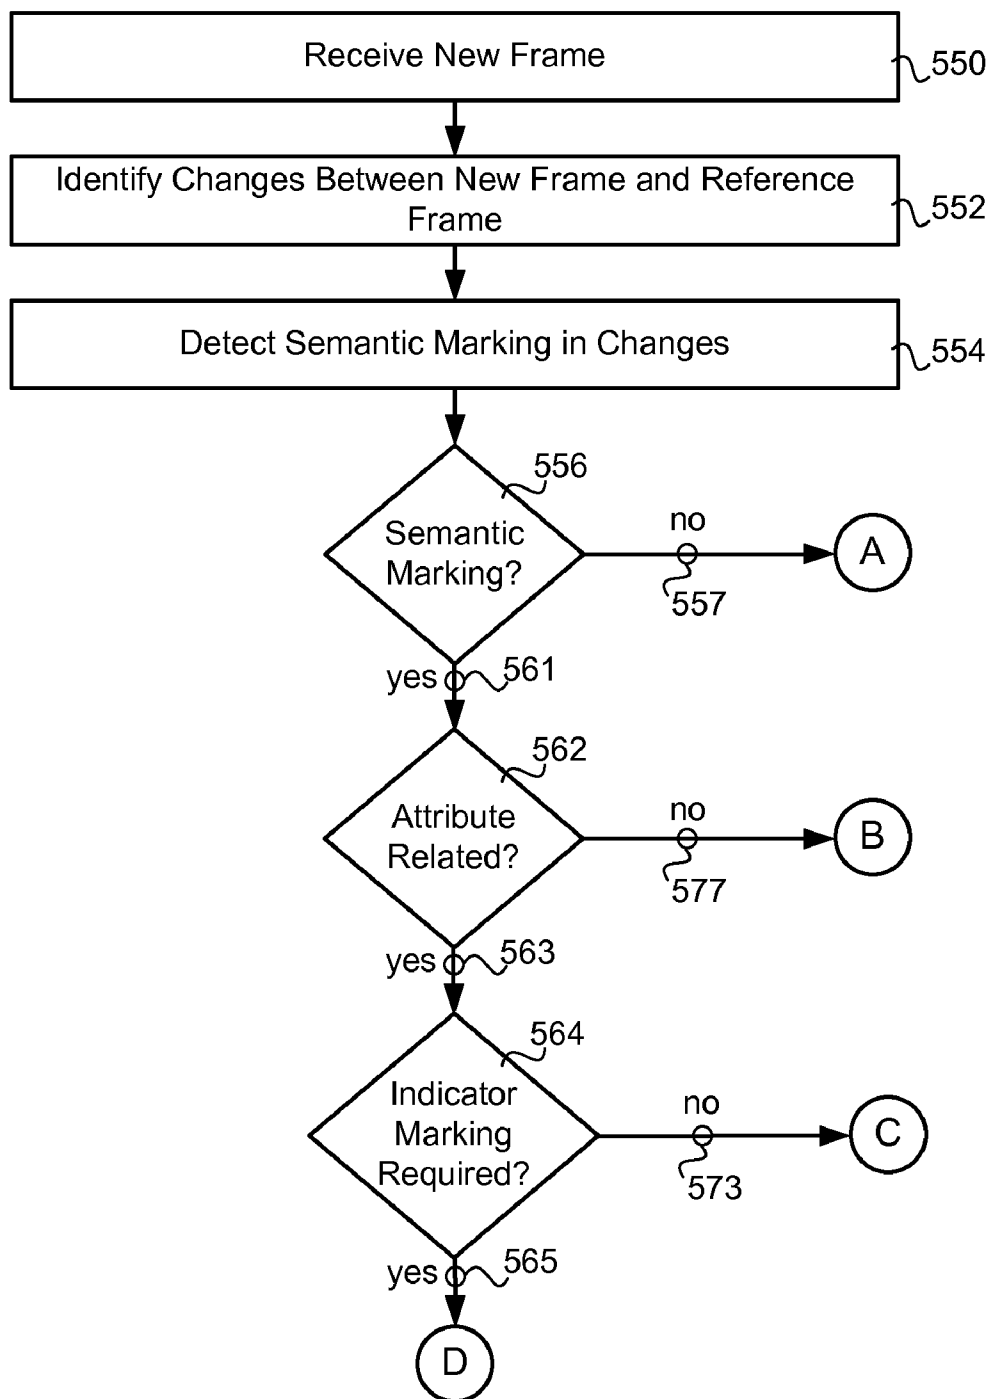 Receive New Frame
550
Identify Changes Between New Frame and Reference
Frame
552
Detect Semantic Marking in Changes
554
556
Semantic
Marking?
no
557
A
yes
561
562
Attribute
Related?
no
577
B
yes
563
564
Indicator
Marking
Required?
no
573
C
yes
565
D